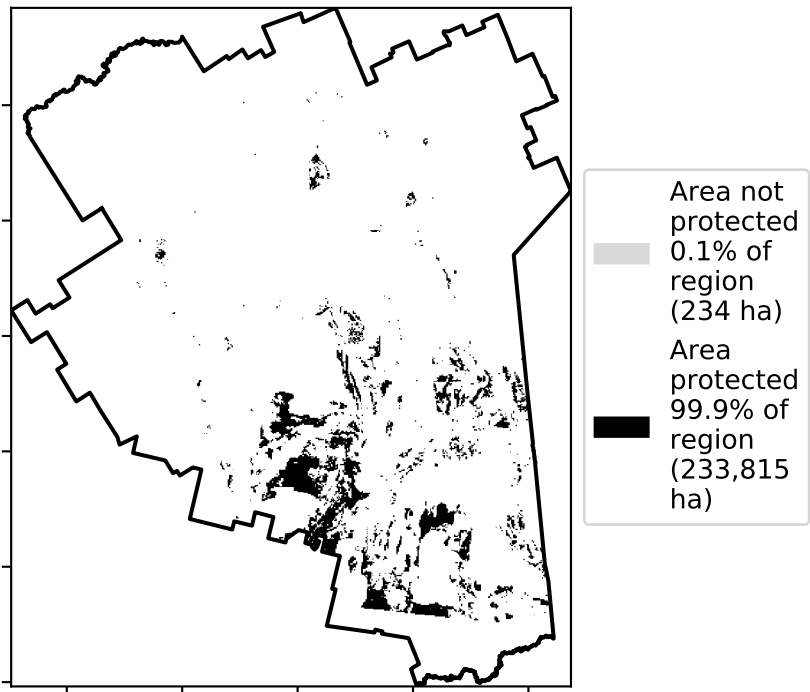 Area not
protected
0.1% of
region
(234 ha)
Area
protected
99.9% of
region
(233,815
ha)